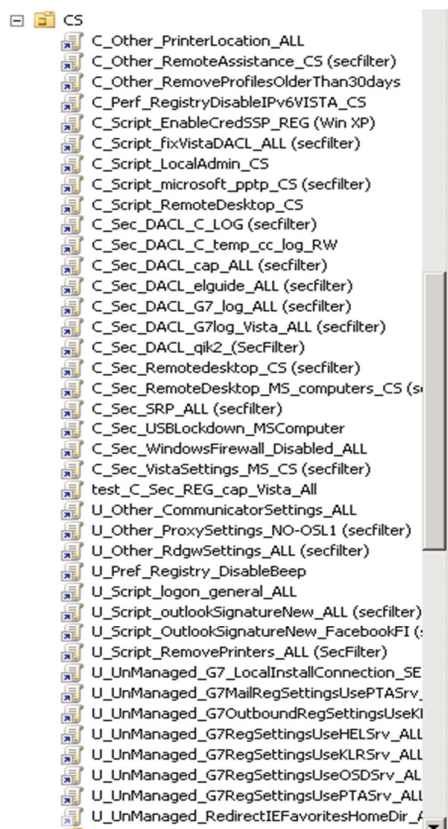 CS
C_Other_PrinterLocation_ALL
C_Other_RemoteAssistance_CS (secfilter)
C_Other_RemoveProfilesOlderThan30days
C_Perf_RegistryDisableIPv6VISTA_CS
C_Script_EnableCredSSP_REG (Win XP)
C_Script_fixVistaDACL_ALL (secfilter)
C_Script_LocalAdmin_CS
C_Script_microsoft_pptp_CS (secfilter)
C_Script_RemoteDesktop_CS
C_Sec_DACL_C_LOG (secfilter)
C_Sec_DACL_C_temp_cc_log_RW
C_Sec_DACL_cap_ALL (secfilter)
C_Sec_DACL_elguide_ALL (secfilter)
C_Sec_DACL_G7_log_ALL (secfilter)
C_Sec_DACL_G7log_Vista_ALL (secfilter)
C_Sec_DACL_qik2_(SecFilter)
C_Sec_Remotedesktop_CS (secfilter)
C_Sec_RemoteDesktop_MS_computers_CS (se
C_Sec_SRP_ALL (secfilter)
C_Sec_USBLockdown_MSComputer
C_Sec_WindowsFirewall_Disabled_ALL
C_Sec_VistaSettings_MS_CS (secfilter)
test_C_Sec_REG_cap_Vista_All
U_Other_CommunicatorSettings_ALL
U_Other_ProxySettings_NO-OSL1 (secfilter)
U_Other_RdgwSettings_ALL (secfilter)
U_Pref_Registry_DisableBeep
U_Script_logon_general_ALL
U_Script_outlookSignatureNew_ALL (secfilter)
U_Script_OutlookSignatureNew_FacebookFI (
U_Script_RemovePrinters_ALL (SecFilter)
U_UnManaged_G7_LocalInstallConnection_SE
U_UnManaged_G7MailRegSettingsUsePTASrv_
U_UnManaged_G7OutboundRegSettingsUseKl
U_UnManaged_G7RegSettingsUseHELSrv_ALL
U_UnManaged_G7RegSettingsUseKLRSrv_ALL
U_UnManaged_G7RegSettingsUseOSDSrv_AL
U_UnManaged_G7RegSettingsUsePTASrv_ALL
U_UnManaged_RedirectIEFavoritesHomeDir_A